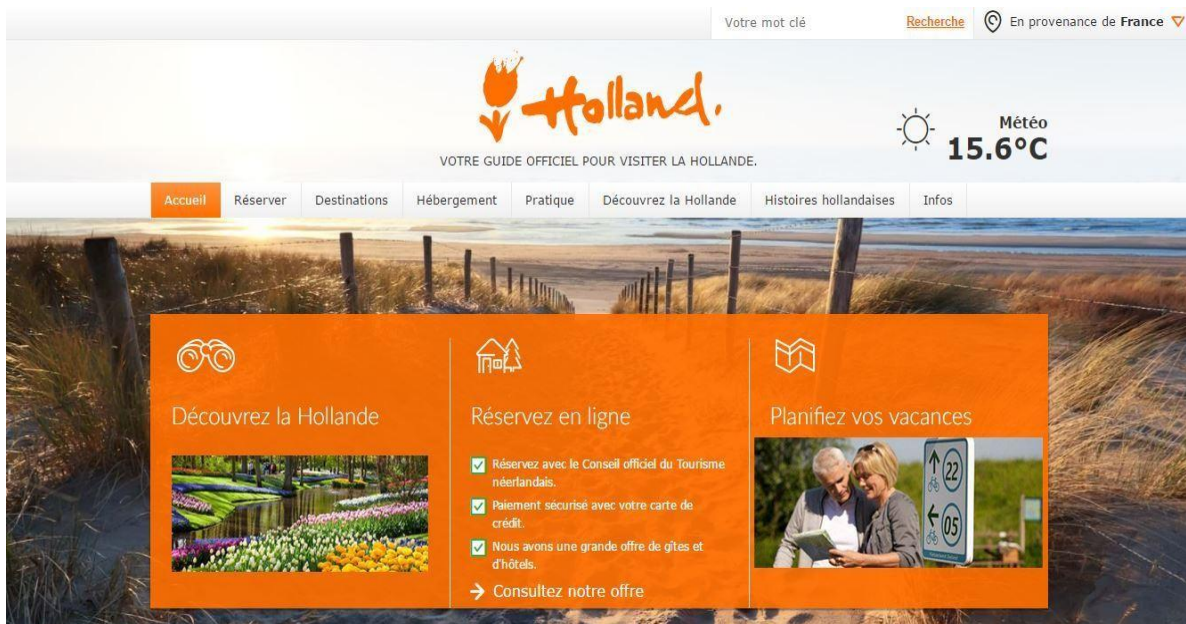 Votre mot clé
Recherche
En provenance de France
Holland.
VOTRE GUIDE OFFICIEL POUR VISITER LA HOLLANDE.
Météo
15.6°C
Accueil
Réserver
Destinations
Hébergement
Pratique
Découvrez la Hollande
Histoires hollandaises
Infos
Découvrez la Hollande
Réservez en ligne
Réservez avec le Conseil officiel du Tourisme
néerlandais.
Paiement sécurisé avec votre carte de
crédit.
Nous avons une grande offre de gîtes et
d'hôtels.
Consultez notre offre
Planifiez vos vacances
22
05